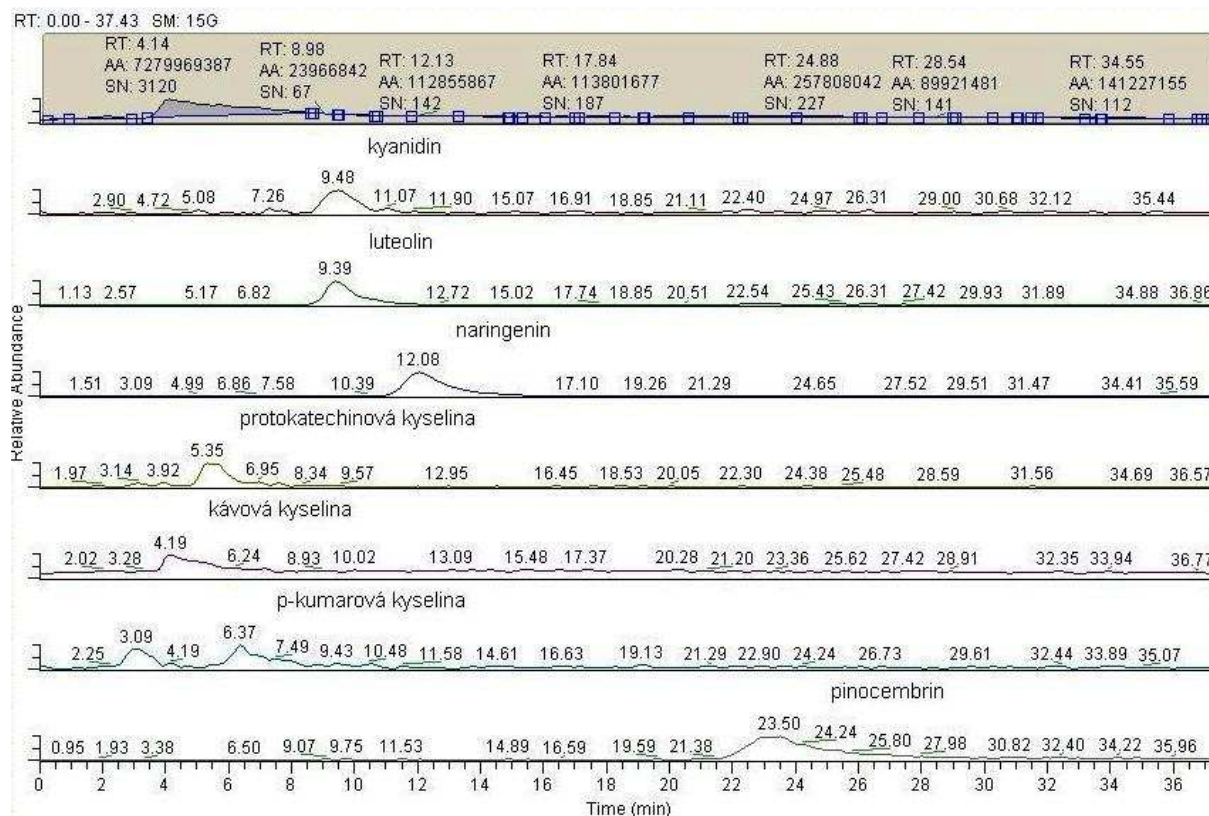 RT: 0.00 - 37.43 SM: 15G
RT: 4.14
AA: 7279969387
SN: 3120
RT: 8.98
AA: 23966842
SN: 67
RT: 12.13
AA: 112855867
SN: 142
RT: 17.84
AA: 113801677
SN: 187
RT: 24.88
AA: 257808042
SN: 227
RT: 28.54
AA: 89921481
SN: 141
RT: 34.55
AA: 141227155
SN: 112
kyanidin
2.90 4.72 5.08 7.26 9.48 11.07 11.90 15.07 16.91 18.85 21.11 22.40 24.97 26.31 29.00 30.68 32.12 35.44
luteolin
1.13 2.57 5.17 6.82 9.39 12.72 15.02 17.74 18.85 20.51 22.54 25.43 26.31 27.42 29.93 31.89 34.88 36.86
naringenin
1.51 3.09 4.99 6.86 7.58 10.39 12.08 17.10 19.26 21.29 24.65 27.52 29.51 31.47 34.41 35.59
protokatechinová kyselina
1.97 3.14 3.92 5.35 6.95 8.34 9.57 12.95 16.45 18.53 20.05 22.30 24.38 25.48 28.59 31.56 34.69 36.57
kávová kyselina
2.02 3.28 4.19 6.24 8.93 10.02 13.09 15.48 17.37 20.28 21.20 23.36 25.62 27.42 28.91 32.35 33.94 36.77
p-kumarová kyselina
2.25 3.09 4.19 6.37 7.49 9.43 10.48 11.58 14.61 16.63 19.13 21.29 22.90 24.24 26.73 29.61 32.44 33.89 35.07
pinocembrin
0.95 1.93 3.38 6.50 9.07 9.75 11.53 14.89 16.59 19.59 21.38 23.50 24.24 25.80 27.98 30.82 32.40 34.22 35.96
0 2 4 6 8 10 12 14 16 18 20 22 24 26 28 30 32 34 36
Time (min)
Relative Abundance